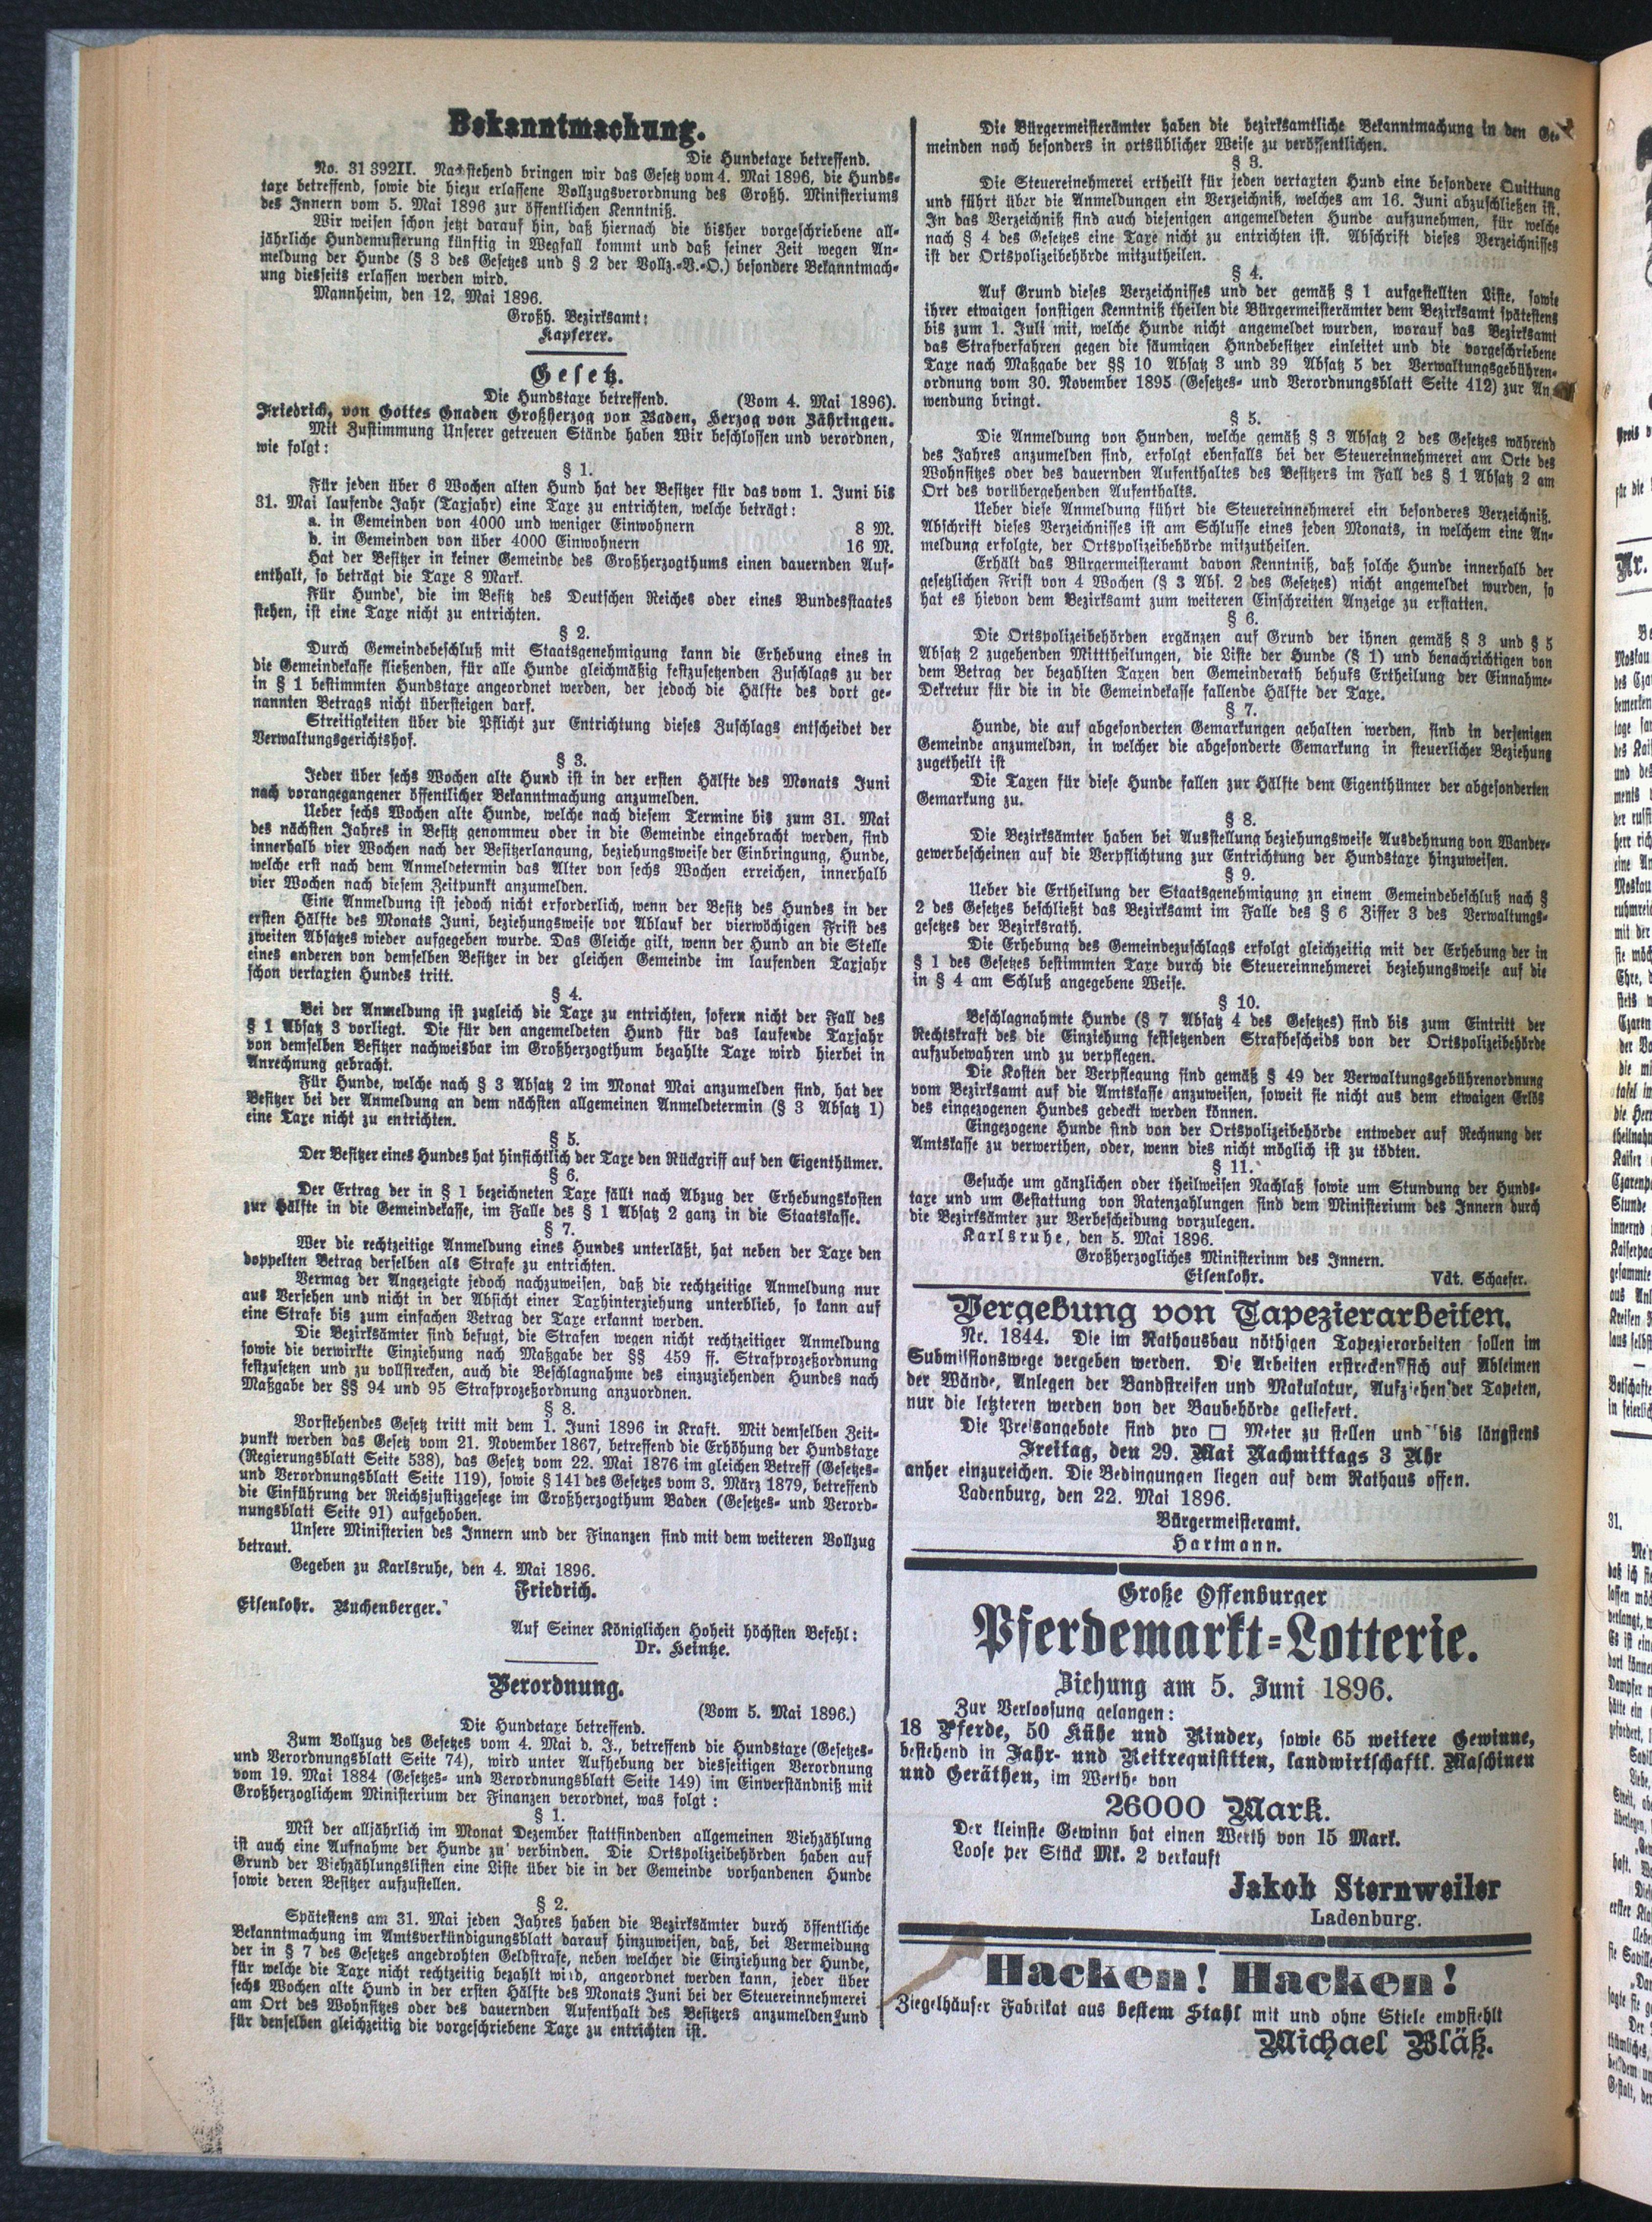 Bekanntmachung.
Die Hundetaxe betreffend.
No. 31 392II. Nachstehend bringen wir das Gesetz vom 4. Mai 1896, die Hunds-
taxe betreffend, sowie die hiezu erlassene Vollzugsverordnung des Großh. Ministeriums
des Innern vom 5. Mai 1896 zur öffentlichen Kenntniß.
Wir weisen schon jetzt darauf hin, daß hiernach die bisher vorgeschriebene all-
jährliche Hundemusterung künftig in Wegfall kommt und daß seiner Zeit wegen An-
meldung der Hunde (§ 3 des Gesetzes und § 2 der Vollz.-V.-O.) besondere Bekanntmach-
ung diesseits erlassen werden wird.
Mannheim, den 12. Mai 1896.
Großh. Bezirksamt:
Kapferer.
Gesetz.
Die Hundstaxe betreffend. (Vom 4. Mai 1896).
Friedrich, von Gottes Gnaden Großherzog von Baden, Herzog von Zähringen.
Mit Zustimmung Unserer getreuen Stände haben Wir beschlossen und verordnen,
wie folgt:
§ 1.
Für jeden über 6 Wochen alten Hund hat der Besitzer für das vom 1. Juni bis
31. Mai laufende Jahr (Taxjahr) eine Taxe zu entrichten, welche beträgt:
a. in Gemeinden von 4000 und weniger Einwohnern 8 M.
b. in Gemeinden von über 4000 Einwohnern 16 M.
Hat der Besitzer in keiner Gemeinde des Großherzogthums einen dauernden Auf-
enthalt, so beträgt die Taxe 8 Mark.
Für Hunde, die im Besitz des Deutschen Reiches oder eines Bundesstaates
stehen, ist eine Taxe nicht zu entrichten.
§ 2.
Durch Gemeindebeschluß mit Staatsgenehmigung kann die Erhebung eines in
die Gemeindekasse fließenden, für alle Hunde gleichmäßig festzusetzenden Zuschlags zu der
in § 1 bestimmten Hundstaxe angeordnet werden, der jedoch die Hälfte des dort ge-
nannten Betrags nicht übersteigen darf.
Streitigkeiten über die Pflicht zur Entrichtung dieses Zuschlags entscheidet der
Verwaltungsgerichtshof.
§ 3.
Jeder über sechs Wochen alte Hund ist in der ersten Hälfte des Monats Juni
nach vorangegangener öffentlicher Bekanntmachung anzumelden.
Ueber sechs Wochen alte Hunde, welche nach diesem Termine bis zum 31. Mai
des nächsten Jahres in Besitz genommeu oder in die Gemeinde eingebracht werden, sind
innerhalb vier Wochen nach der Besitzerlangung, beziehungsweise der Einbringung, Hunde,
welche erst nach dem Anmeldetermin das Alter von sechs Wochen erreichen, innerhalb
vier Wochen nach diesem Zeitpunkt anzumelden.
Eine Anmeldung ist jedoch nicht erforderlich, wenn der Besitz des Hundes in der
ersten Hälfte des Monats Juni, beziehungsweise vor Ablauf der vierwöchigen Frist des
zweiten Absatzes wieder aufgegeben wurde. Das Gleiche gilt, wenn der Hund an die Stelle
eines anderen von demselben Besitzer in der gleichen Gemeinde im laufenden Taxjahr
schon vertaxten Hundes tritt.
§ 4.
Bei der Anmeldung ist zugleich die Taxe zu entrichten, sofern nicht der Fall des
§ 1 Absatz 3 vorliegt. Die für den angemeldeten Hund für das laufende Taxjahr
von demselben Besitzer nachweisbar im Großherzogthum bezahlte Taxe wird hierbei in
Anrechnung gebracht.
Für Hunde, welche nach § 3 Absatz 2 im Monat Mai anzumelden sind, hat der
Besitzer bei der Anmeldung an dem nächsten allgemeinen Anmeldetermin (§ 3 Absatz 1)
eine Taxe nicht zu entrichten.
§ 5.
Der Besitzer eines Hundes hat hinsichtlich der Taxe den Rückgriff auf den Eigenthümer.
§ 6.
Der Ertrag der in § 1 bezeichneten Taxe fällt nach Abzug der Erhebungskosten
zur Hälfte in die Gemeindekasse, im Falle des § 1 Absatz 2 ganz in die Staatskasse.
§ 7.
Wer die rechtzeitige Anmeldung eines Hundes unterläßt, hat neben der Taxe den
doppelten Betrag derselben als Strafe zu entrichten.
Vermag der Angezeigte jedoch nachzuweisen, daß die rechtzeitige Anmeldung nur
aus Versehen und nicht in der Absicht einer Taxhinterziehung unterblieb, so kann auf
eine Strafe bis zum einfachen Betrag der Taxe erkannt werden.
Die Bezirksämter sind befugt, die Strafen wegen nicht rechtzeitiger Anmeldung
sowie die verwirkte Einziehung nach Maßgabe der §§ 459 ff. Strafprozeßordnung
festzusetzen und zu vollstrecken, auch die Beschlagnahme des einzuziehenden Hundes nach
Maßgabe der §§ 94 und 95 Strafprozeßordnung anzuordnen.
§ 8.
Vorstehendes Gesetz tritt mit dem 1. Juni 1896 in Kraft. Mit demselben Zeit-
punkt werden das Gesetz vom 21. November 1867, betreffend die Erhöhung der Hundstaxe
(Regierungsblatt Seite 538), das Gesetz vom 22. Mai 1876 im gleichen Betreff (Gesetzes-
und Verordnungsblatt Seite 119), sowie § 141 des Gesetzes vom 3. März 1879, betreffend
die Einführung der Reichsjustizgesege im Großherzogthum Baden (Gesetzes- und Verord-
nungsblatt Seite 91) aufgehoben.
Unsere Ministerien des Innern und der Finanzen sind mit dem weiteren Vollzug
betraut.
Gegeben zu Karlsruhe, den 4. Mai 1896.
Friedrich.
Eisenlohr. Buchenberger.
Auf Seiner Königlichen Hoheit höchsten Befehl:
Dr. Heintze.
Verordnung.
(Vom 5. Mai 1896.)
Die Hundetaxe betreffend.
Zum Vollzug des Gesetzes vom 4. Mai d. J., betreffend die Hundstaxe (Gesetzes-
und Verordnungsblatt Seite 74), wird unter Aufhebung der diesseitigen Verordnung
vom 19. Mai 1884 (Gesetzes- und Verordnungsblatt Seite 149) im Einverständniß mit
Großherzoglichem Ministerium der Finanzen verordnet, was folgt:
§ 1.
Mit der alljährlich im Monat Dezember stattfindenden allgemeinen Viehzählung
ist auch eine Aufnahme der Hunde zu verbinden. Die Ortspolizeibehörden haben auf
Grund der Viehzählungslisten eine Liste über die in der Gemeinde vorhandenen Hunde
sowie deren Besitzer aufzustellen.
§ 2.
Spätestens am 31. Mai jeden Jahres haben die Bezirksämter durch öffentliche
Bekanntmachung im Amtsverkündigungsblatt darauf hinzuweisen, daß, bei Vermeidung
der in § 7 des Gesetzes angedrohten Geldstrafe, neben welcher die Einziehung der Hunde,
für welche die Taxe nicht rechtzeitig bezahlt wird, angeordnet werden kann, jeder über
sechs Wochen alte Hund in der ersten Hälfte des Monats Juni bei der Steuereinnehmerei
am Ort des Wohnsitzes oder des dauernden Aufenthalt des Besitzers anzumelden und
für denselben gleichzeitig die vorgeschriebene Taxe zu entrichten ist.
Die Bürgermeisterämter haben die bezirksamtliche Bekanntmachung in den Ge-
meinden noch besonders in ortsüblicher Weise zu veröffentlichen.
§ 3.
Die Steuereinehmerei ertheilt für jeden vertaxten Hund eine besondere Quittung
und führt über die Anmeldungen ein Verzeichniß, welches am 16. Juni abzuschließen ist.
In das Verzeichniß sind auch diejenigen angemeldeten Hunde aufzunehmen, für welche
nach § 4 des Gesetzes eine Taxe nicht zu entrichten ist. Abschrift dieses Verzeichnisses
ist der Ortspolizeibehörde mitzutheilen.
§ 4.
Auf Grund dieses Verzeichnisses und der gemäß § 1 aufgestellten Liste, sowie
ihrer etwaigen sonstigen Kenntniß theilen die Bürgermeisterämter dem Bezirksamt spätestens
bis zum 1. Juli mit, welche Hunde nicht angemeldet wurden, worauf das Bezirksamt
das Strafverfahren gegen die säumigen Hnndebesitzer einleitet und die vorgeschriebene
Taxe nach Maßgabe der §§ 10 Absatz 3 und 39 Absatz 5 der Verwaltungsgebühren-
ordnung vom 30. November 1895 (Gesetzes- und Verordnungsblatt Seite 412) zur An-
wendung bringt.
§ 5.
Die Anmeldung von Hunden, welche gemäß § 3 Absatz 2 des Gesetzes während
des Jahres anzumelden sind, erfolgt ebenfalls bei der Steuereinnehmerei am Orte des
Wohnsitzes oder des dauernden Aufenthaltes des Besitzers im Fall des § 1 Absatz 2 am
Ort des vorübergehenden Aufenthalts.
Ueber diese Anmeldung führt die Steuereinnehmerei ein besonderes Verzeichniß.
Abschrift dieses Verzeichnisses ist am Schlusse eines jeden Monats, in welchem eine An-
meldung erfolgte, der Ortspolizeibehörde mitzutheilen.
Erhält das Bürgermeisteramt davon Kenntniß, daß solche Hunde innerhalb der
gesetzlichen Frist von 4 Wochen (§ 3 Abs. 2 des Gesetzes) nicht angemeldet wurden, so
hat es hievon dem Bezirksamt zum weiteren Einschreiten Anzeige zu erstatten.
§ 6.
Die Ortspolizeibehörden ergänzen auf Grund der ihnen gemäß § 3 und § 5
Absatz 2 zugehenden Mitttheilungen, die Liste der Hunde (§ 1) und benachrichtigen von
dem Betrag der bezahlten Taxen den Gemeinderath behufs Ertheilung der Einnahme-
Dekretur für die in die Gemeindekasse fallende Hälfte der Taxe.
§ 7.
Hunde, die auf abgesonderten Gemarkungen gehalten werden, sind in derjenigen
Gemeinde anzumelden, in welcher die abgesonderte Gemarkung in steuerlicher Beziehung
zugetheilt ist
Die Taxen für diese Hunde fallen zur Hälfte dem Eigenthümer der abgesonderten
Gemarkung zu.
§ 8.
Die Bezirksämter haben bei Ausstellung beziehungsweise Ausdehnung von Wander-
gewerbescheinen auf die Verpflichtung zur Entrichtung der Hundstaxe hinzuweisen.
§ 9.
Ueber die Ertheilung der Staatsgenehmigung zn einem Gemeindebeschluß nach §
2 des Gesetzes beschließt das Bezirksamt im Falle des § 6 Ziffer 3 des Verwaltungs-
gesetzes der Bezirksrath.
Die Erhebung des Gemeindezuschlags erfolgt gleichzeitig mit der Erhebung der in
§ 1 des Gesetzes bestimmten Taxe durch die Steuereinnehmerei beziehungsweise auf die
in § 4 am Schluß angegebene Weise.
§ 10.
Beschlagnahmte Hunde (§ 7 Absatz 4 des Gesetzes) sind bis zum Eintritt der
Rechtskraft des die Einziehung festsetzenden Strafbescheids von der Ortspolizeibehörde
aufzubewahren und zu verpflegen.
Die Kosten der Verpflegung sind gemäß § 49 der Verwaltungsgebührenordnung
vom Bezirksamt auf die Amtskasse anzuweisen, soweit sie nicht aus dem etwaigen Erlös
des eingezogenen Hundes gedeckt werden können.
Eingezogene Hunde sind von der Ortspolizeibehörde entweder auf Rechnung der
Amtskasse zu verwerthen, oder, wenn dies nicht möglich ist zu tödten.
§ 11.
Gesuche um gänzlichen oder theilweisen Nachlaß sowie um Stundung der Hunds-
taxe und um Gestattung von Ratenzahlungen sind dem Ministerium des Innern durch
die Bezirksämter zur Verbescheidung vorzulegen.
Karlsruhe, den 5. Mai 1896.
Großherzogliches Ministerinm des Innern.
Eisenlohr. Vdt. Schaefer.
Vergebung von Tapezierarbeiten.
Nr. 1844. Die im Rathausbau nöthigen Tapezierarbeiten sollen im
Submissionswege vergeben werden. Die Arbeiten erstrecken sich auf Ableimen
der Wände, Anlegen der Bandstreifen und Makulatur, Aufziehen der Tapeten,
nur die letzteren werden von der Baubehörde geliefert.
Die Preisangebote sind pro □ Meter zu stellen und bis längstens
Freitag, den 29. Mai Nachmittags 3 Uhr
anher einzureichen. Die Bedingungen liegen auf dem Rathaus offen.
Ladenburg, den 22. Mai 1896.
Bürgermeisteramt.
Hartmann.
Große Offenburger
Pferdemarkt-Lotterie.
Ziehung am 5. Juni 1896.
Zur Verloosung gelangen:
18 Pferde, 50 Kühe und Rinder, sowie 65 weitere Gewinne,
bestehend in Fahr- und Reitrequisitten, landwirtschaftl. Maschinen
und Geräthen, im Werthe von
26000 Mark.
Der kleinste Gewinn hat einen Werth von 15 Mark.
Loose per Stück Mk. 2 verkauft
Jakob Sternweiler
Ladenburg.
Hacken! Hacken!
Ziegelhäuser Fabrikat aus bestem Stahl mit und ohne Stiele empfiehlt
Michael Bläß.